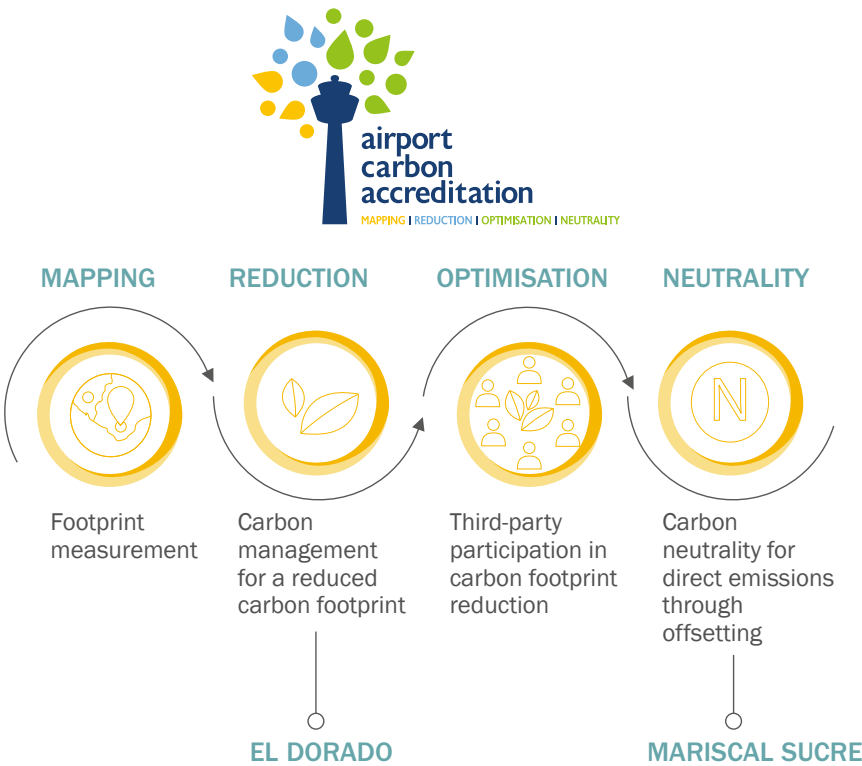 airport
carbon
accreditation
MAPPING | REDUCTION | OPTIMISATION | NEUTRALITY
MAPPING
REDUCTION
OPTIMISATION
NEUTRALITY
N
Footprint
measurement
Carbon
management
for a reduced
carbon footprint
Third-party
participation in
carbon footprint
reduction
Carbon
neutrality for
direct emissions
through
offsetting
EL DORADO
MARISCAL SUCRE